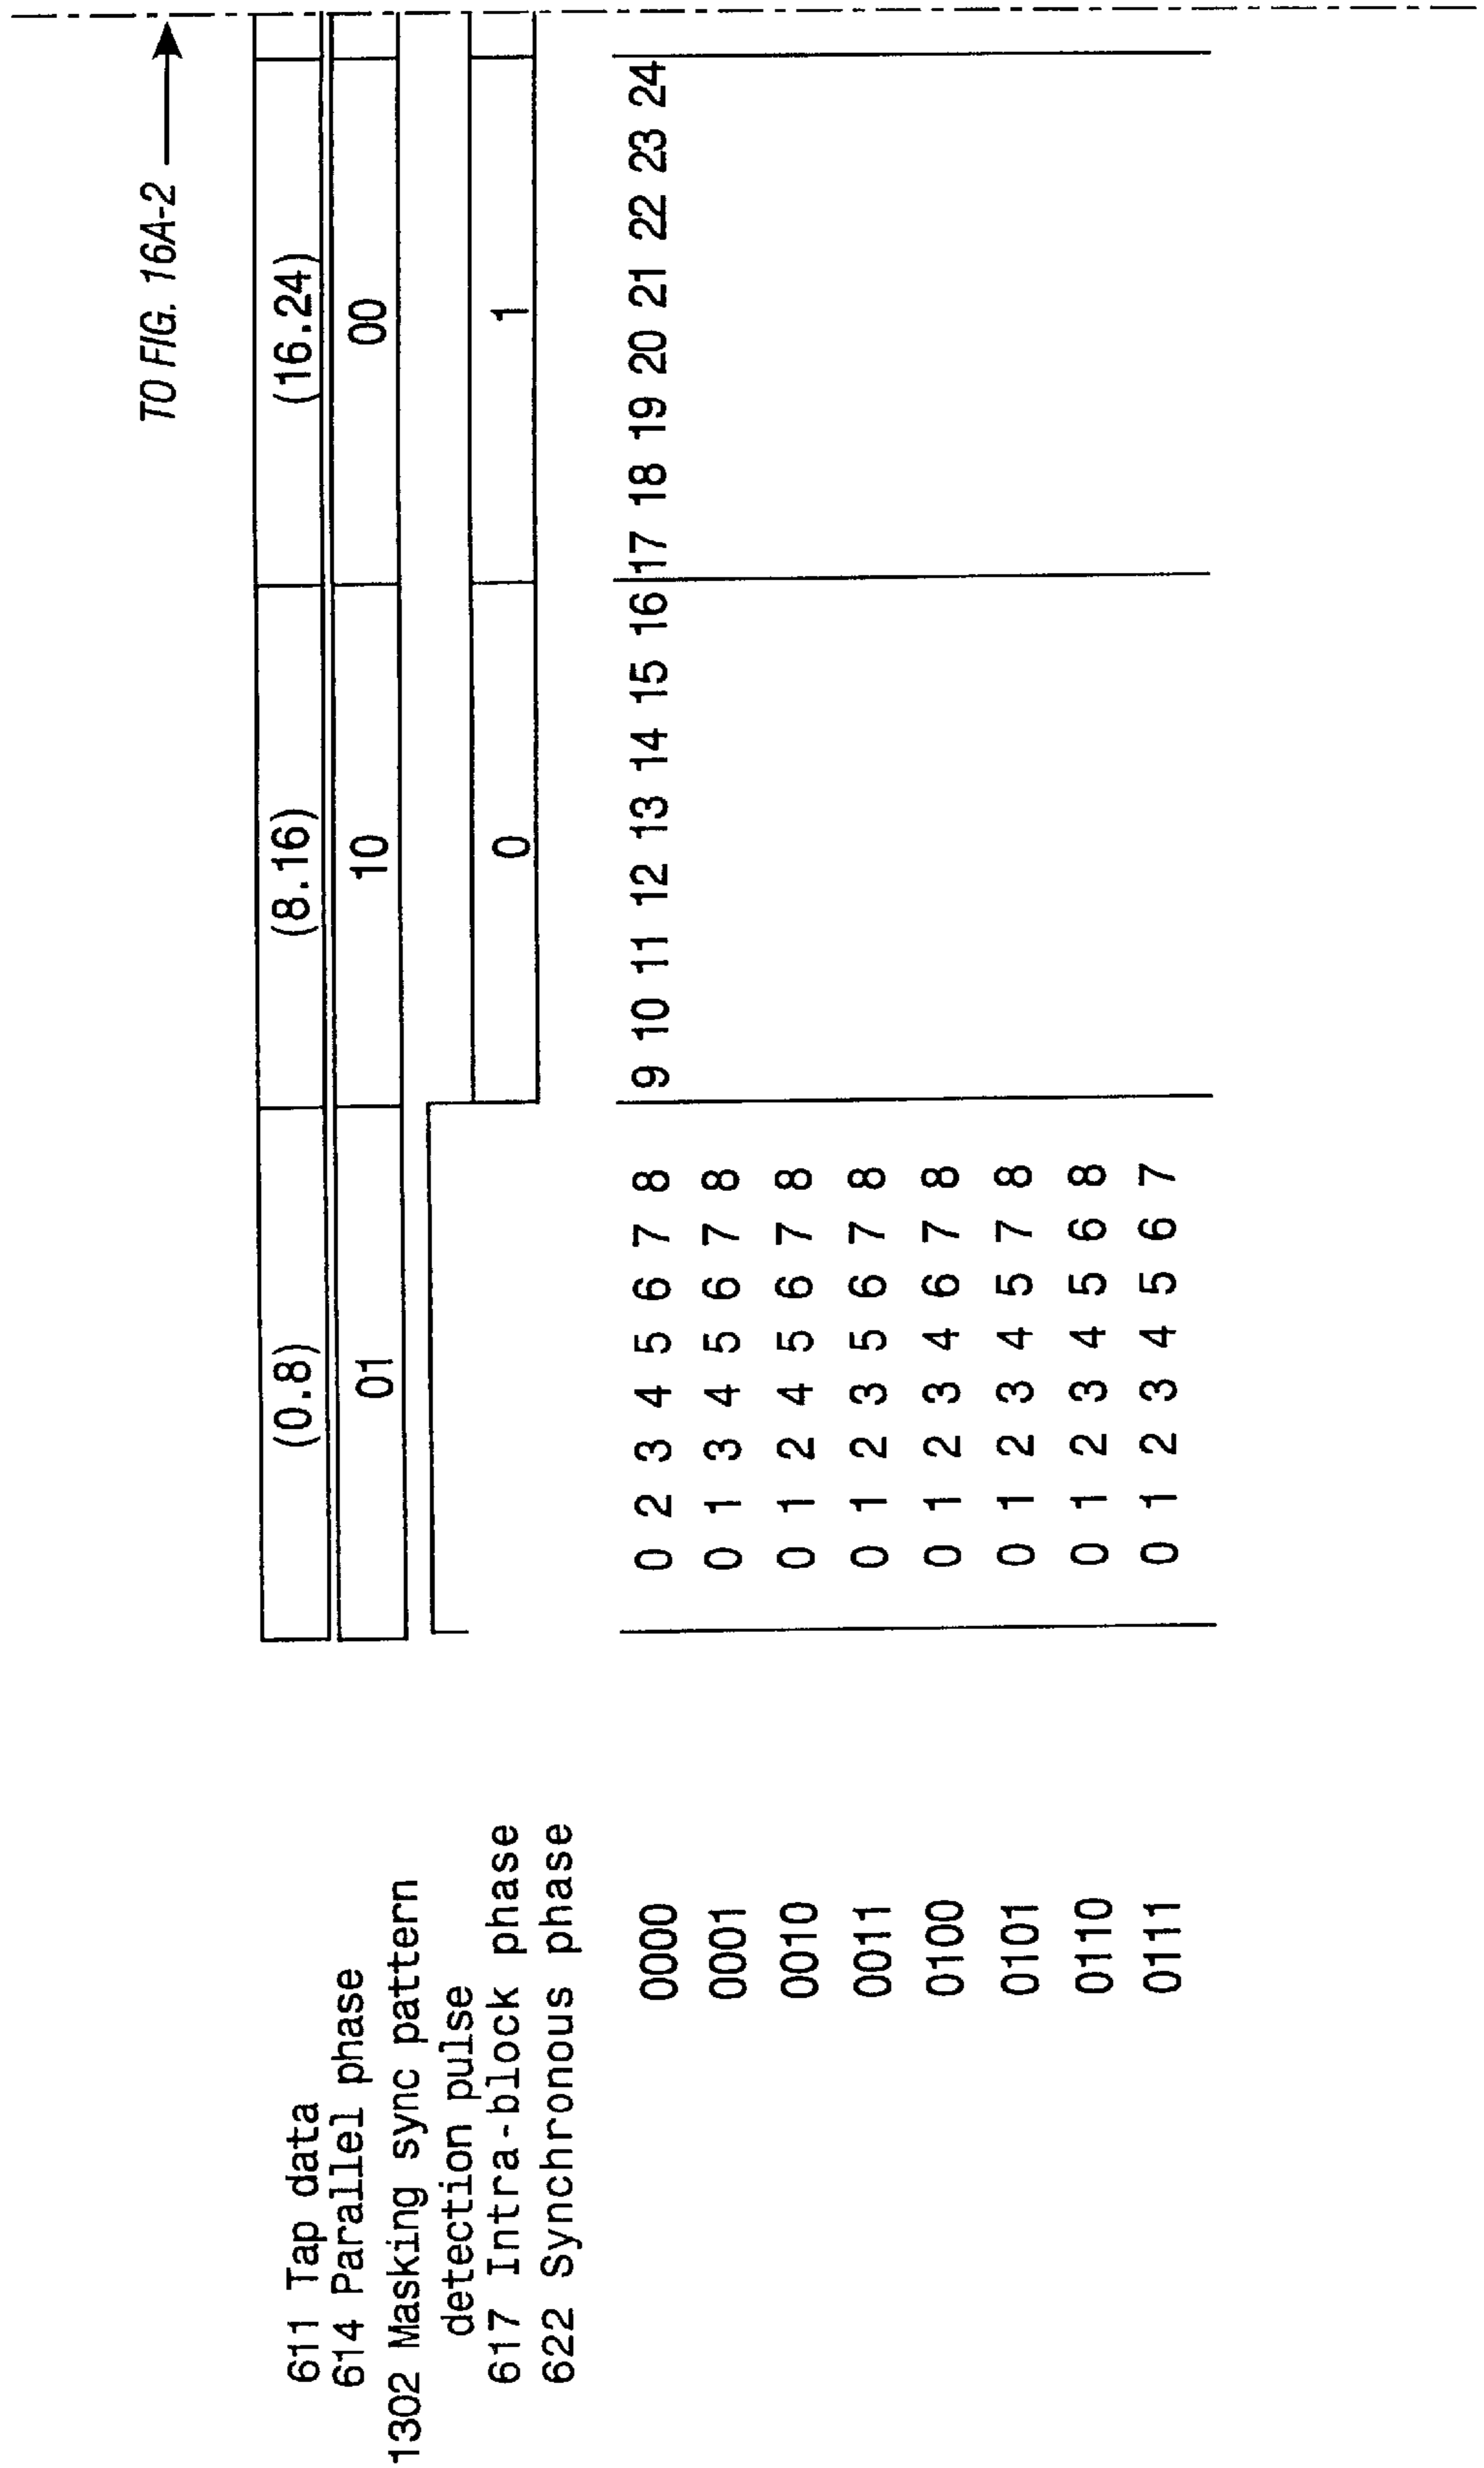 TO FIG. 16A-2
611 Tap data (0.8) (8.16) (16.24)
614 Parallel phase 01 10 00
1302 Masking sync pattern
detection pulse
617 Intra-block phase 0 1
622 Synchronous phase
0000 0 2 3 4 5 6 7 8 9 10 11 12 13 14 15 16 17 18 19 20 21 22 23 24
0001 0 1 3 4 5 6 7 8
0010 0 1 2 4 5 6 7 8
0011 0 1 2 3 5 6 7 8
0100 0 1 2 3 4 6 7 8
0101 0 1 2 3 4 5 7 8
0110 0 1 2 3 4 5 6 8
0111 0 1 2 3 4 5 6 7